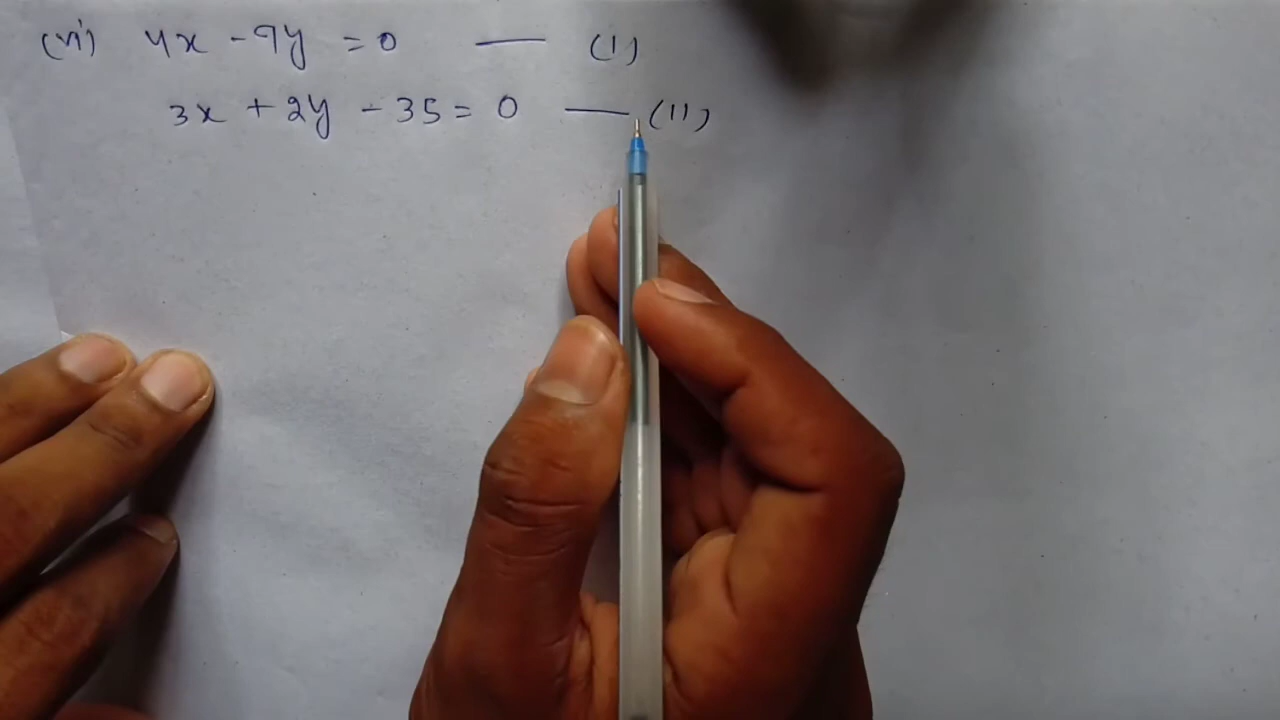 (vi) 4x - 9y = 0 — (I)
3x + 2y - 35 = 0 — (II)